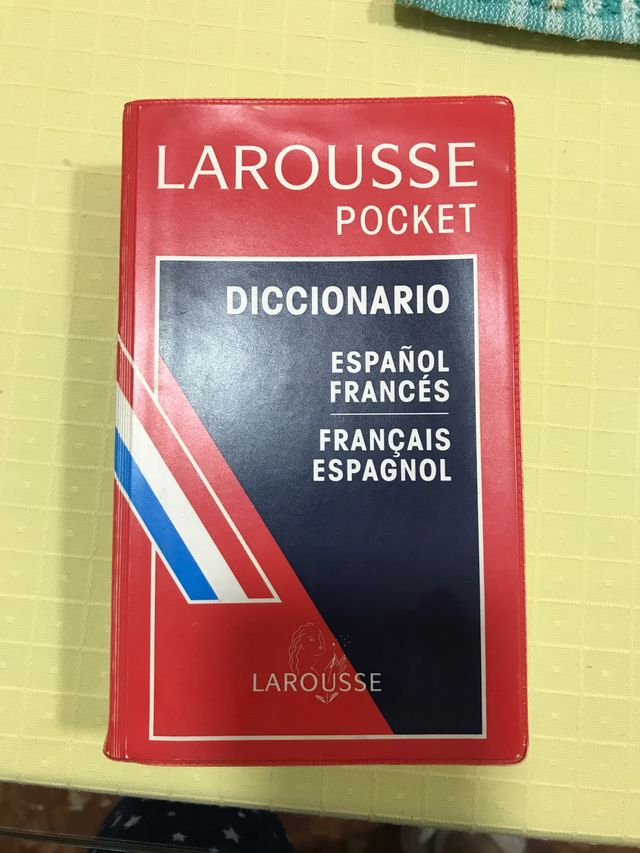 LAROUSSE
POCKET
DICCIONARIO
ESPAÑOL
FRANCÉS
FRANÇAIS
ESPAGNOL
LAROUSSE